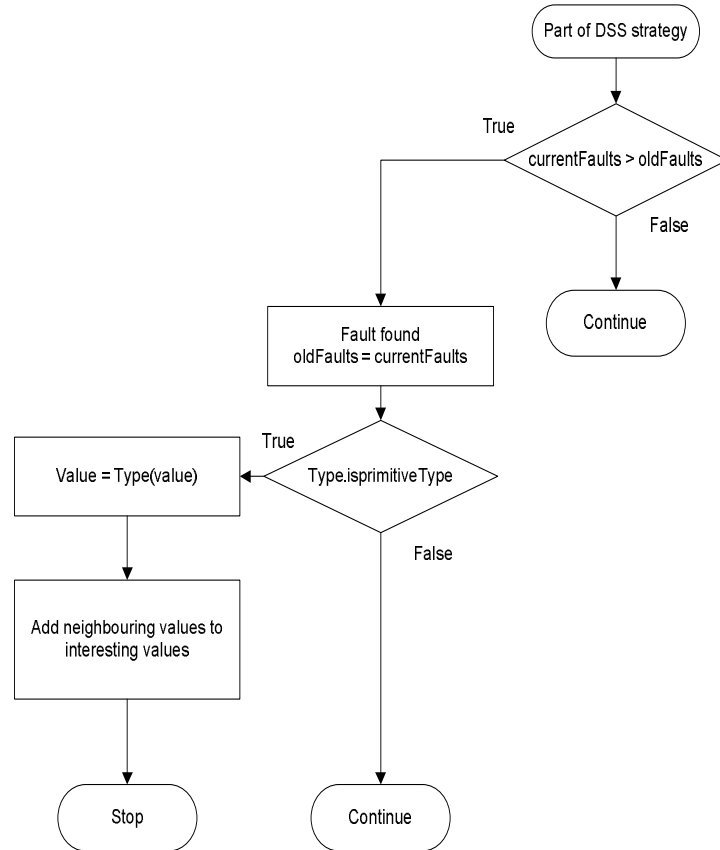 Part of DSS strategy
True
currentFaults > oldFaults
False
Continue
Fault found
oldFaults = currentFaults
True
Value = Type(value)
Type.isprimitiveType
False
Add neighbouring values to
interesting values
Stop
Continue